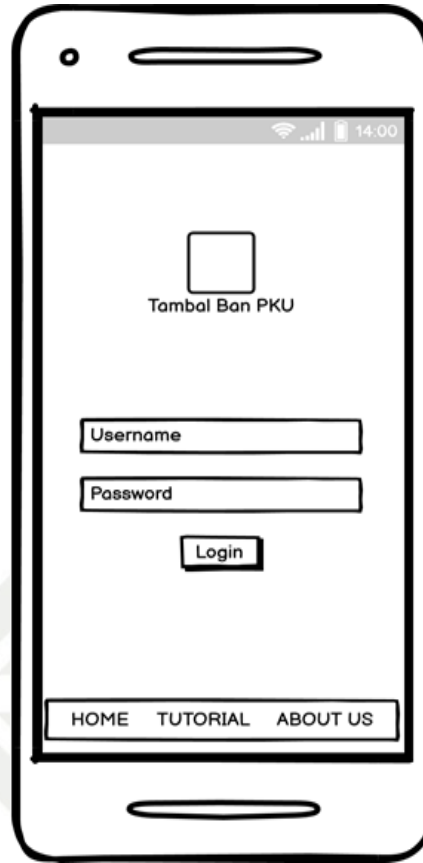 14:00
Tambal Ban PKU
Username
Password
Login
HOME TUTORIAL ABOUT US